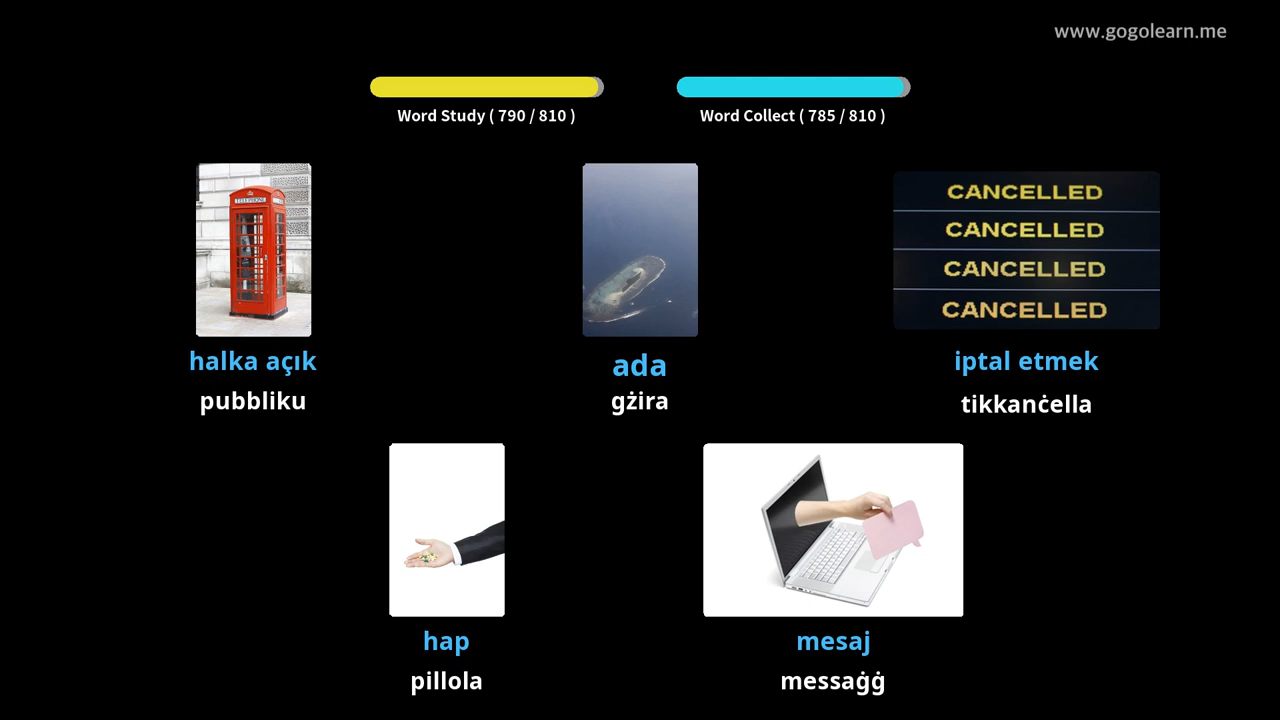 www.gogolearn.me
Word Study ( 790 / 810 )
Word Collect ( 785 / 810 )
TELEPHONE
CANCELLED
CANCELLED
CANCELLED
CANCELLED
halka açık
pubbliku
ada
gżira
iptal etmek
tikkanċella
hap
pillola
mesaj
messaġġ